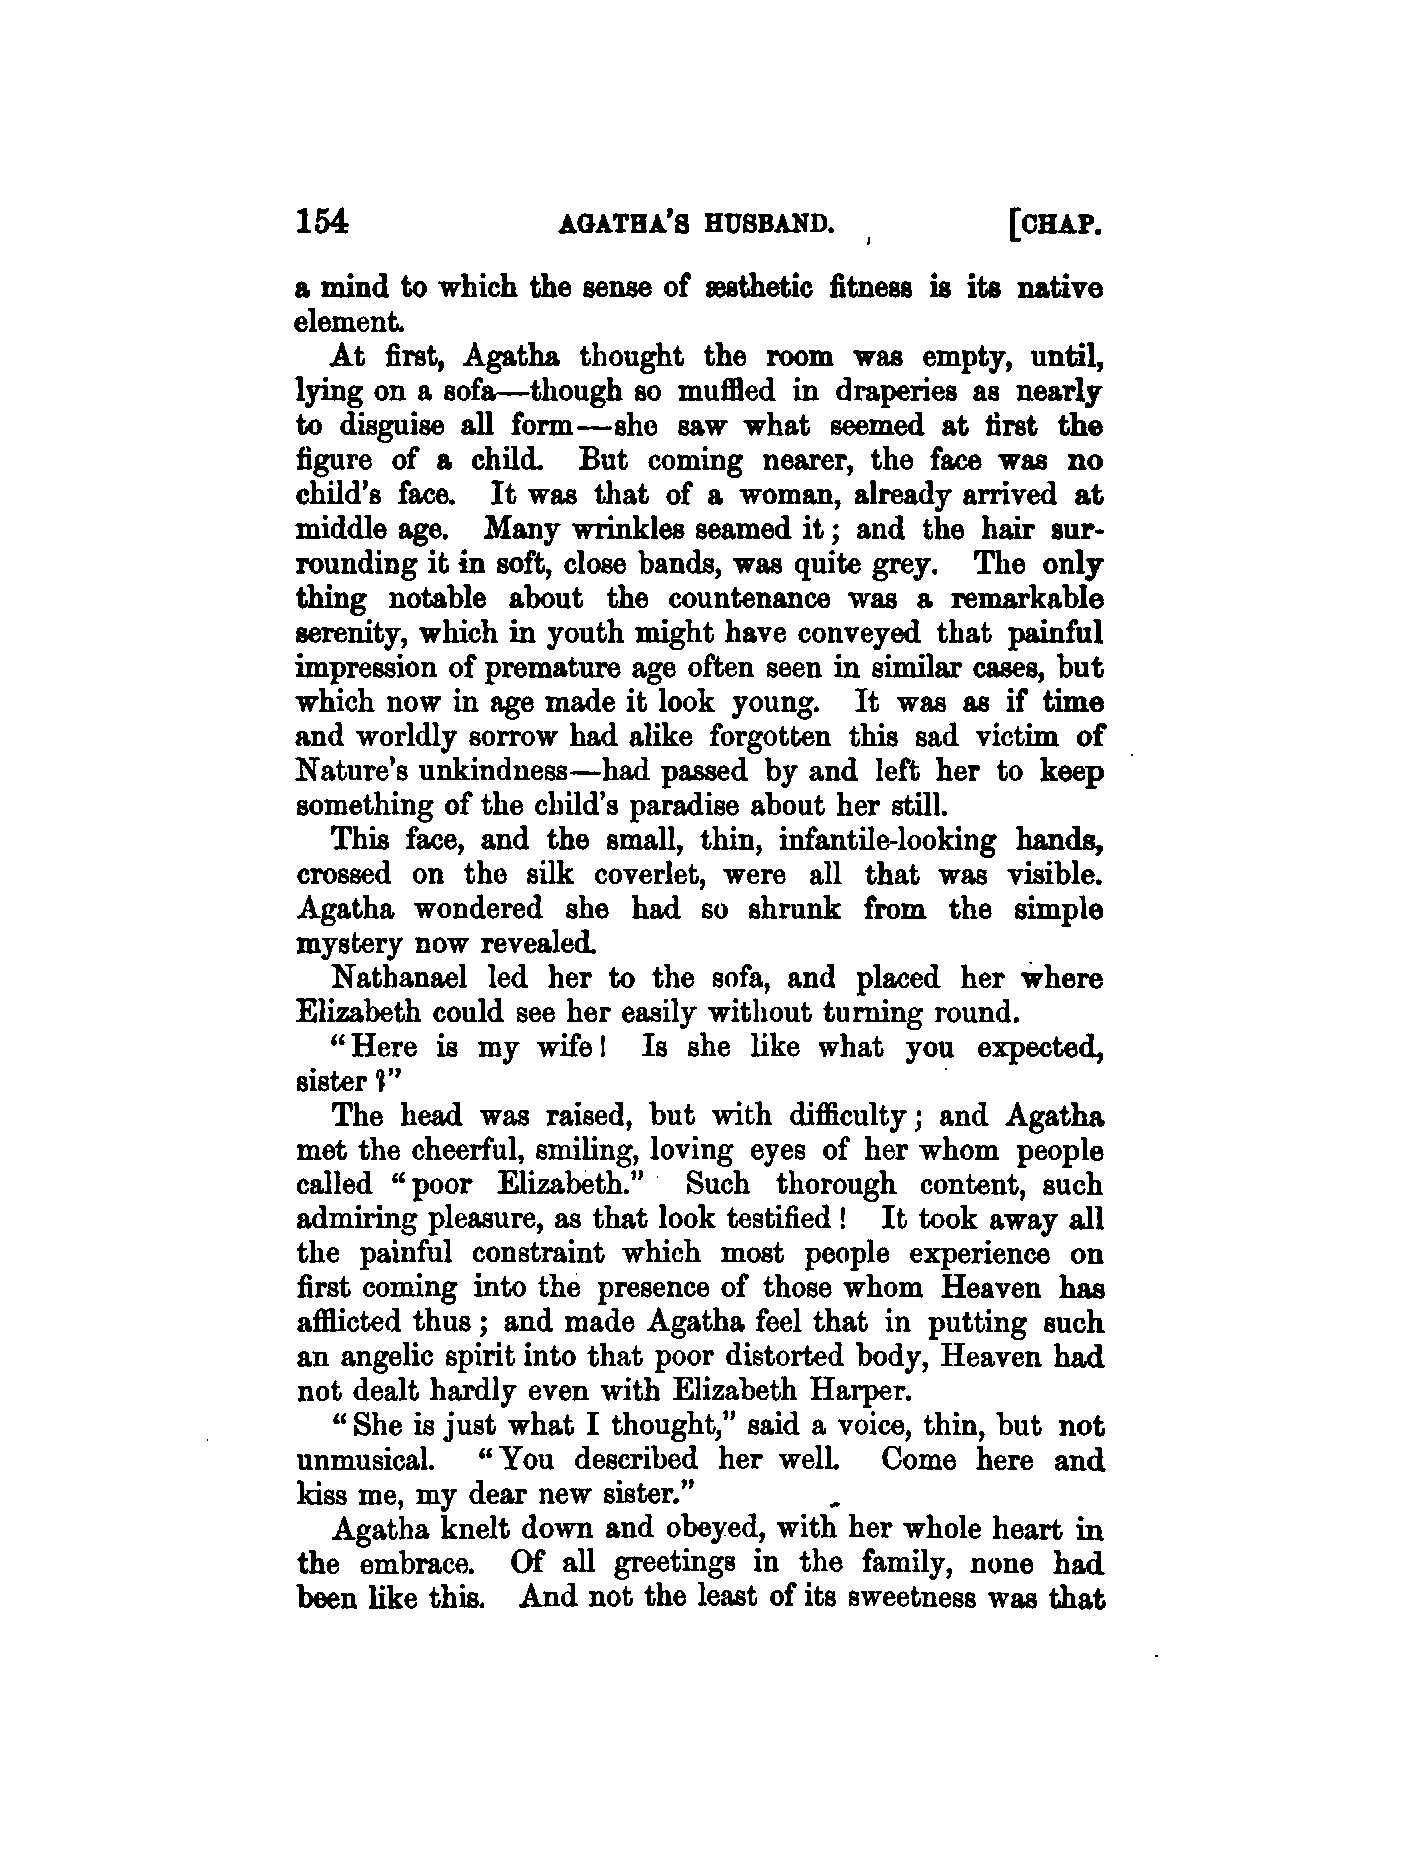 154 AGATHA'S HUSBAND. [CHAP.
a mind to which the sense of æsthetic fitness is its native
element.
At first, Agatha thought the room was empty, until,
lying on a sofa—though so muffled in draperies as nearly
to disguise all form—she saw what seemed at first the
figure of a child. But coming nearer, the face was no
child's face. It was that of a woman, already arrived at
middle age. Many wrinkles seamed it; and the hair sur-
rounding it in soft, close bands, was quite grey. The only
thing notable about the countenance was a remarkable
serenity, which in youth might have conveyed that painful
impression of premature age often seen in similar cases, but
which now in age made it look young. It was as if time
and worldly sorrow had alike forgotten this sad victim of
Nature's unkindness—had passed by and left her to keep
something of the child's paradise about her still.
This face, and the small, thin, infantile-looking hands,
crossed on the silk coverlet, were all that was visible.
Agatha wondered she had so shrunk from the simple
mystery now revealed.
Nathanael led her to the sofa, and placed her where
Elizabeth could see her easily without turning round.
"Here is my wife! Is she like what you expected,
sister?"
The head was raised, but with difficulty; and Agatha
met the cheerful, smiling, loving eyes of her whom people
called "poor Elizabeth." Such thorough content, such
admiring pleasure, as that look testified! It took away all
the painful constraint which most people experience on
first coming into the presence of those whom Heaven has
afflicted thus; and made Agatha feel that in putting such
an angelic spirit into that poor distorted body, Heaven had
not dealt hardly even with Elizabeth Harper.
"She is just what I thought," said a voice, thin, but not
unmusical. "You described her well. Come here and
kiss me, my dear new sister."
Agatha knelt down and obeyed, with her whole heart in
the embrace. Of all greetings in the family, none had
been like this. And not the least of its sweetness was that